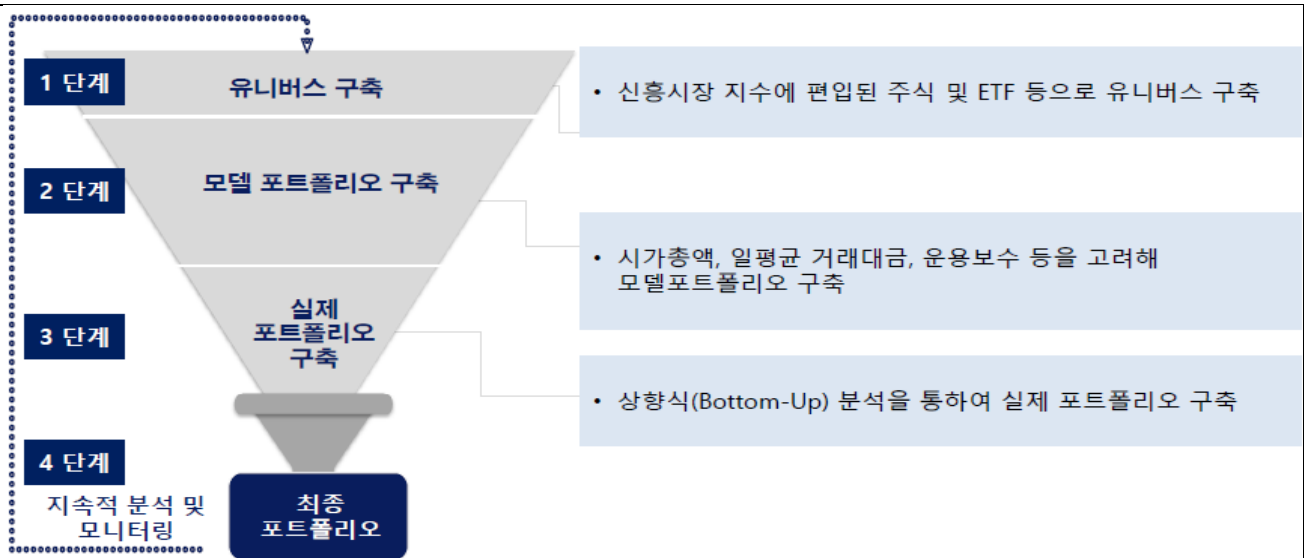 1 단계
유니버스 구축
• 신흥시장 지수에 편입된 주식 및 ETF 등으로 유니버스 구축
2 단계
모델 포트폴리오 구축
• 시가총액, 일평균 거래대금, 운용보수 등을 고려해
모델포트폴리오 구축
3 단계
실제
포트폴리오
구축
• 상향식(Bottom-Up) 분석을 통하여 실제 포트폴리오 구축
4 단계
지속적 분석 및
모니터링
최종
포트폴리오